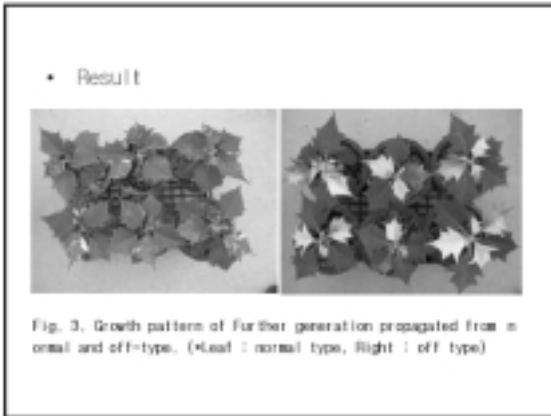 • Result
Fig. 3. Growth pattern of Further generation propagated from n
ormal and off-type. (*Leaf : normal type, Right : off type)